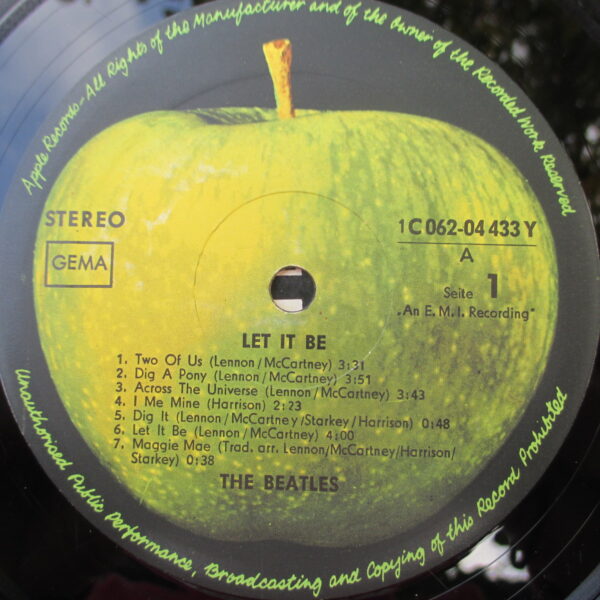 Apple Records-All Rights of the Manufacturer and of the Owner of the Recorded Work Reserved
STEREO
GEMA
1C 062-04 433 Y
A
Seite 1
"An E.M.I. Recording"
LET IT BE
1. Two Of Us (Lennon/McCartney) 3:31
2. Dig A Pony (Lennon/McCartney) 3:51
3. Across The Universe (Lennon/McCartney) 3:43
4. I Me Mine (Harrison) 2:23
5. Dig It (Lennon/McCartney/Starkey/Harrison) 0:48
6. Let It Be (Lennon/McCartney) 4:00
7. Maggie Mae (Trad. arr. Lennon/McCartney/Harrison/
Starkey) 0:38
THE BEATLES
Unauthorised Public Performance, Broadcasting and Copying of this Record Prohibited